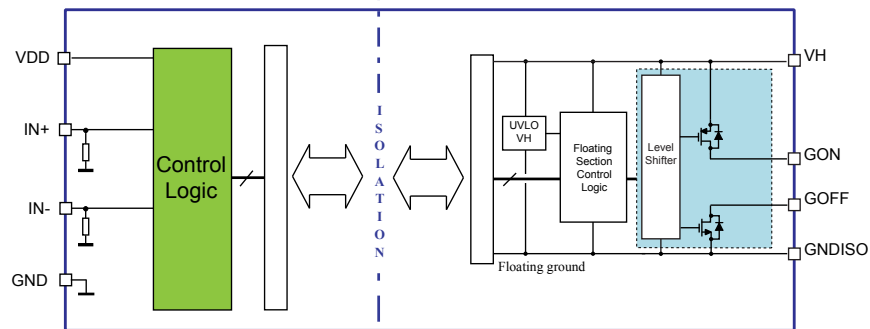 VDD
IN+
IN-
GND
Control
Logic
ISOLATION
UVLO
VH
Floating
Section
Control
Logic
Level
Shifter
Floating ground
VH
GON
GOFF
GNDISO